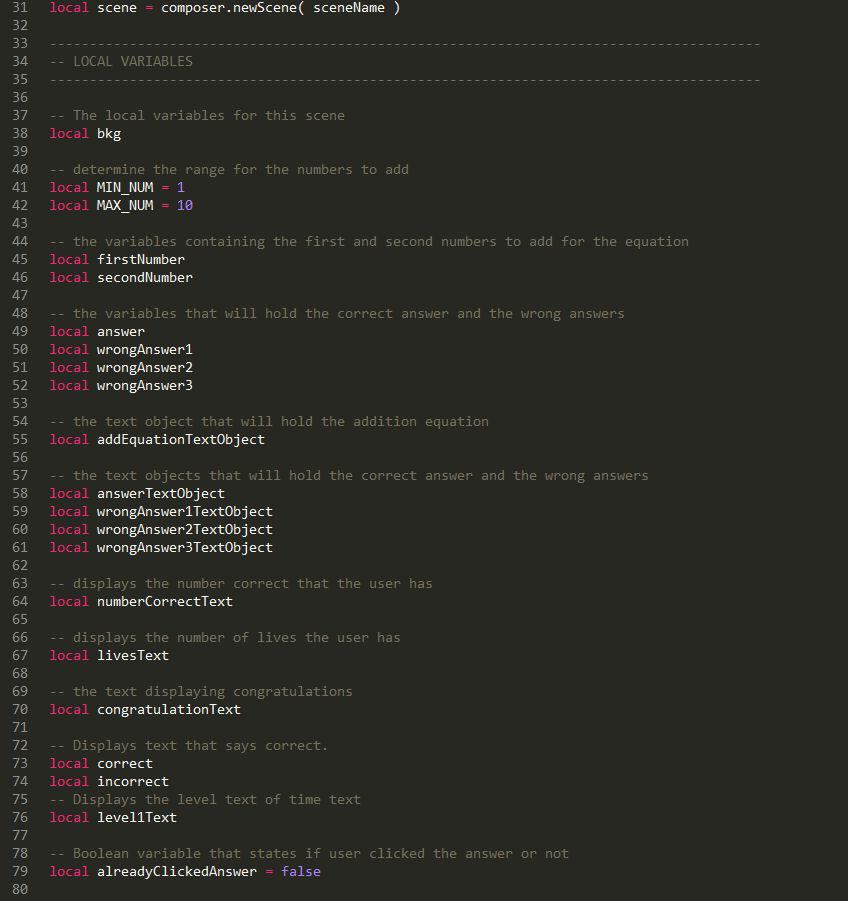 31 local scene = composer.newScene( sceneName )
32
33 -----------------------------------------------------------------------------------------
34 -- LOCAL VARIABLES
35 -----------------------------------------------------------------------------------------
36
37 -- The local variables for this scene
38 local bkg
39
40 -- determine the range for the numbers to add
41 local MIN_NUM = 1
42 local MAX_NUM = 10
43
44 -- the variables containing the first and second numbers to add for the equation
45 local firstNumber
46 local secondNumber
47
48 -- the variables that will hold the correct answer and the wrong answers
49 local answer
50 local wrongAnswer1
51 local wrongAnswer2
52 local wrongAnswer3
53
54 -- the text object that will hold the addition equation
55 local addEquationTextObject
56
57 -- the text objects that will hold the correct answer and the wrong answers
58 local answerTextObject
59 local wrongAnswer1TextObject
60 local wrongAnswer2TextObject
61 local wrongAnswer3TextObject
62
63 -- displays the number correct that the user has
64 local numberCorrectText
65
66 -- displays the number of lives the user has
67 local livesText
68
69 -- the text displaying congratulations
70 local congratulationText
71
72 -- Displays text that says correct.
73 local correct
74 local incorrect
75 -- Displays the level text of time text
76 local level1Text
77
78 -- Boolean variable that states if user clicked the answer or not
79 local alreadyClickedAnswer = false
80